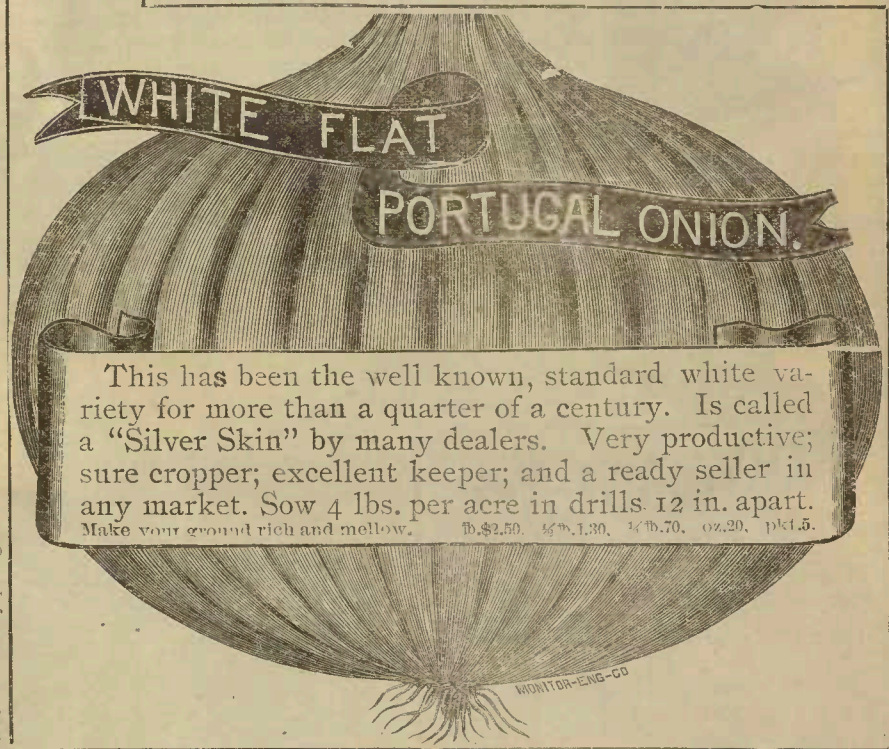 WHITE FLAT
PORTUGAL ONION.
This has been the well known, standard white va-
riety for more than a quarter of a century. Is called
a “Silver Skin” by many dealers. Very productive;
sure cropper; excellent keeper; and a ready seller in
any market. Sow 4 lbs. per acre in drills 12 in. apart.
Make your ground rich and mellow. lb.$2.50. ½lb.1.30, ¼lb.70, oz.20, pkt.5.
MONITOR-ENG-CO